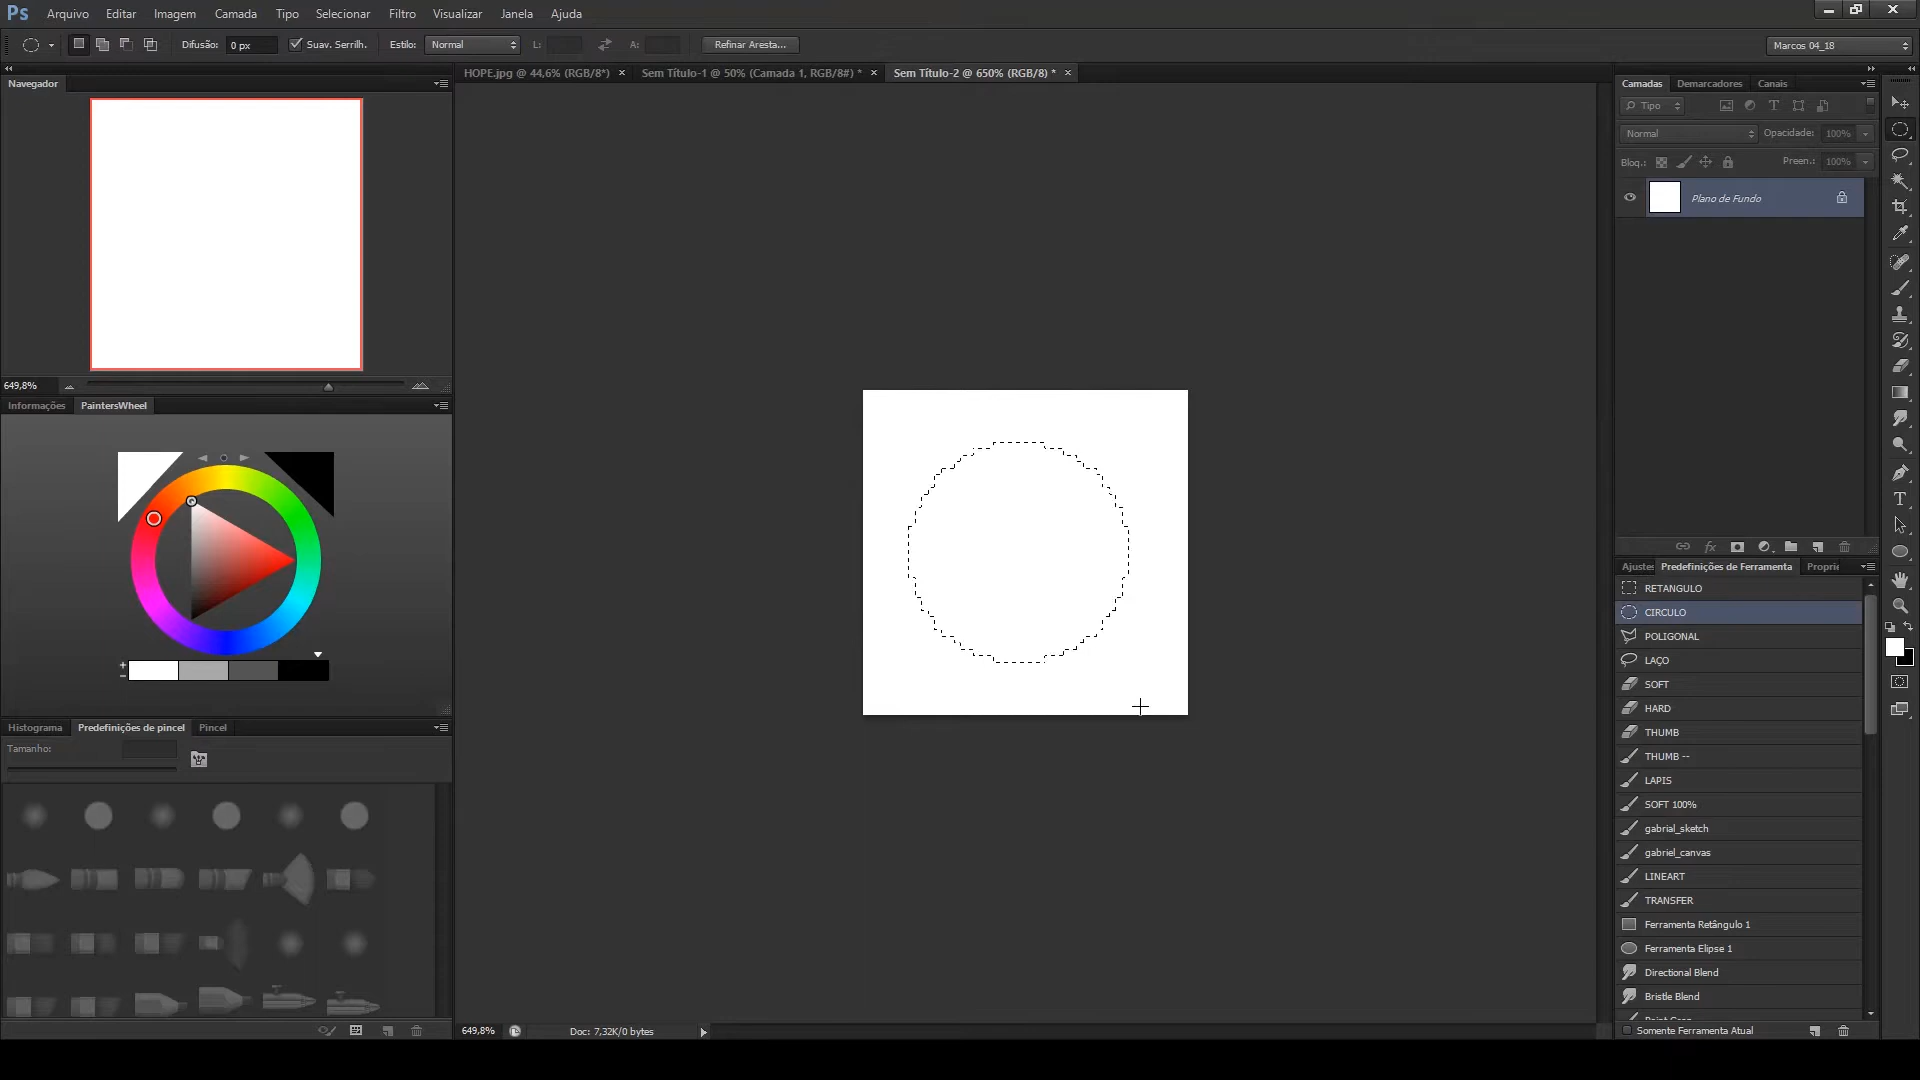 Ps Arquivo Editar Imagem Camada Tipo Selecionar Filtro Visualizar Janela Ajuda
Difusão: 0 px Suav. Serrilh. Estilo: Normal L: A: Refinar Aresta... Marcos 04_18
HOPE.jpg @ 44,6% (RGB/8*) × Sem Título-1 @ 50% (Camada 1, RGB/8#) * × Sem Título-2 @ 650% (RGB/8) * ×
Navegador
649,8%
Informações PaintersWheel
Histograma Predefinições de pincel Pincel
Tamanho:
649,8% Doc: 7,32K/0 bytes
Camadas Demarcadores Canais
Tipo
Normal Opacidade: 100%
Bloq.: Preen.: 100%
Plano de Fundo
fx
Ajustes Predefinições de Ferramenta Proprie
RETANGULO
CIRCULO
POLIGONAL
LAÇO
SOFT
HARD
THUMB
THUMB --
LAPIS
SOFT 100%
gabrial_sketch
gabriel_canvas
LINEART
TRANSFER
Ferramenta Retângulo 1
Ferramenta Elipse 1
Directional Blend
Bristle Blend
Somente Ferramenta Atual